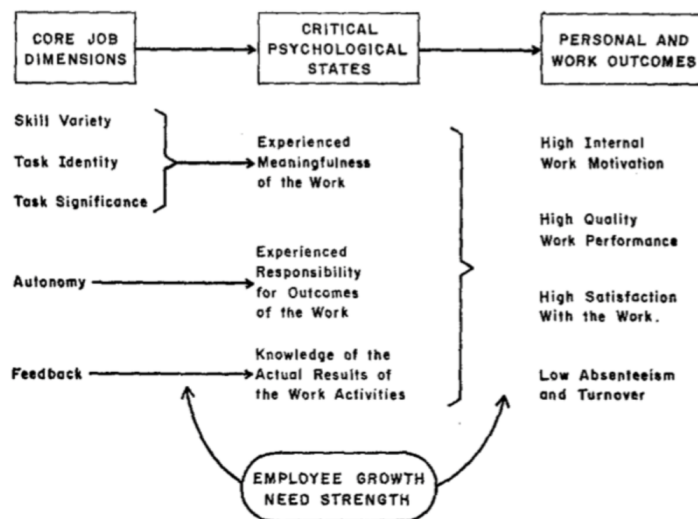 CORE JOB
DIMENSIONS
CRITICAL
PSYCHOLOGICAL
STATES
PERSONAL AND
WORK OUTCOMES
Skill Variety
Task Identity
Task Significance
Experienced
Meaningfulness
of the Work
High Internal
Work Motivation
High Quality
Work Performance
Autonomy
Experienced
Responsibility
for Outcomes
of the Work
High Satisfaction
With the Work.
Feedback
Knowledge of the
Actual Results of
the Work Activities
Low Absenteeism
and Turnover
EMPLOYEE GROWTH
NEED STRENGTH